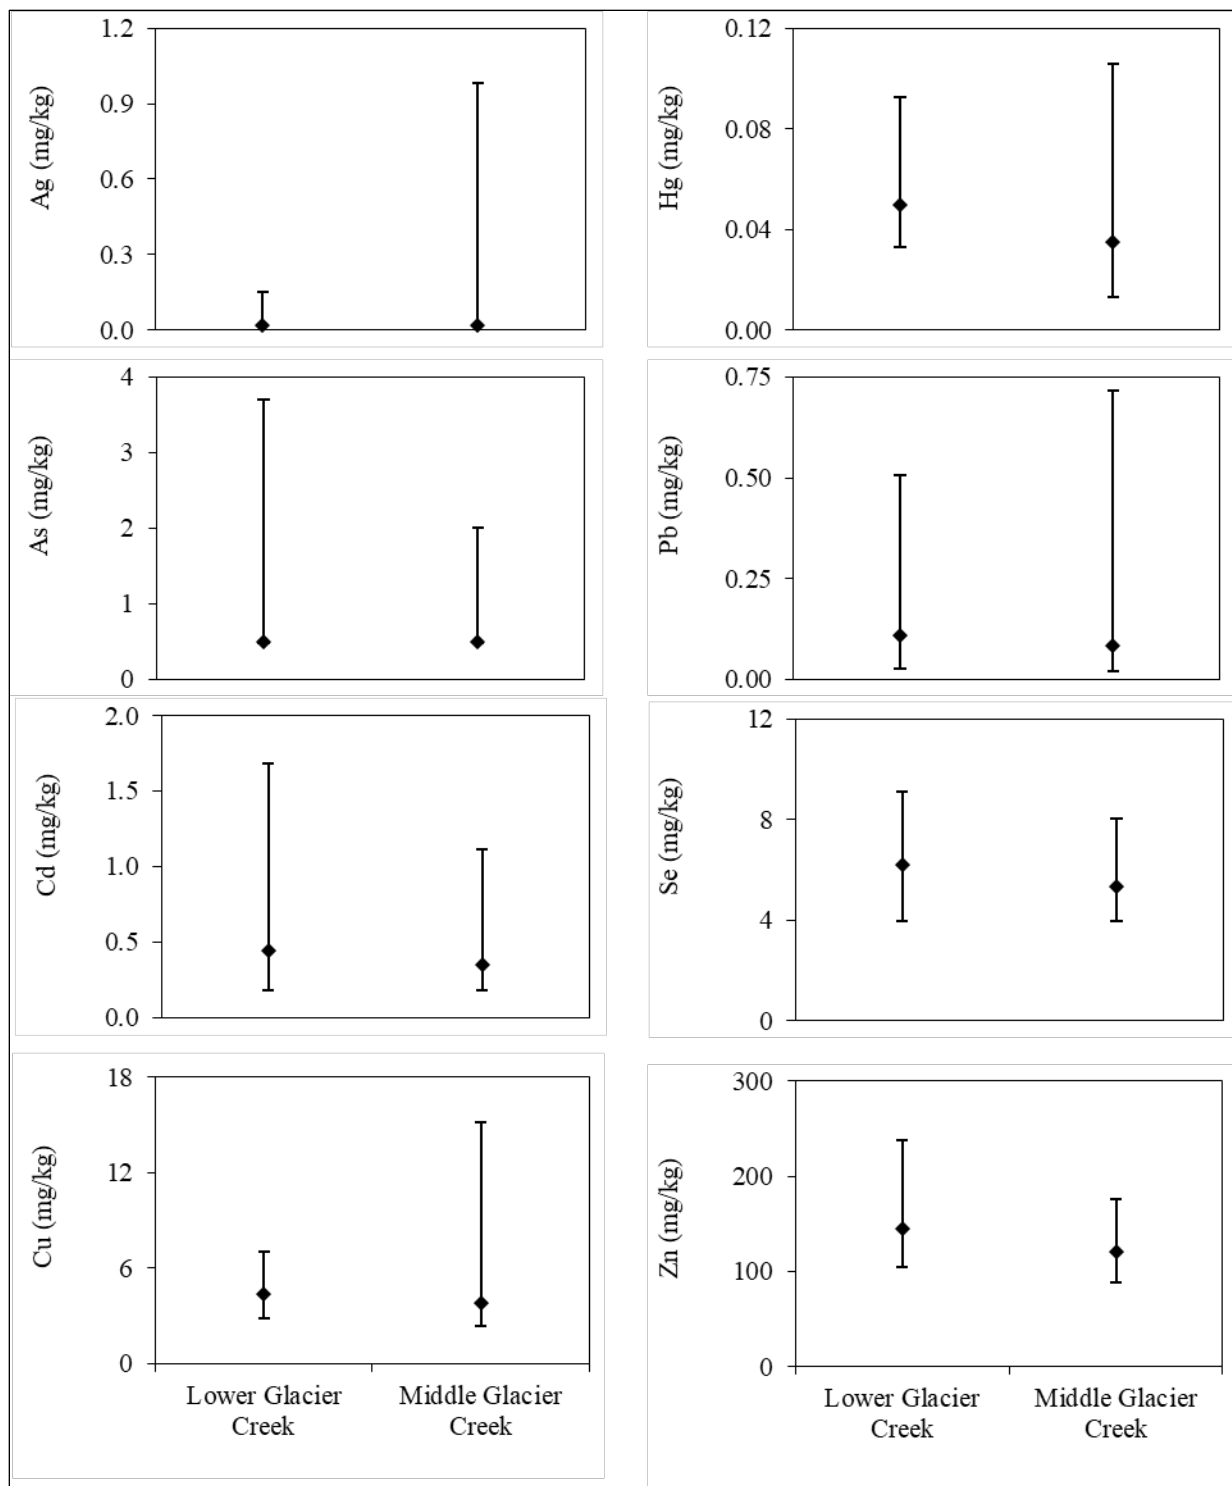 Ag (mg/kg)
1.2
0.9
0.6
0.3
0.0
Hg (mg/kg)
0.12
0.08
0.04
0.00
As (mg/kg)
4
3
2
1
0
Pb (mg/kg)
0.75
0.50
0.25
0.00
Cd (mg/kg)
2.0
1.5
1.0
0.5
0.0
Se (mg/kg)
12
8
4
0
Cu (mg/kg)
18
12
6
0
Lower Glacier
Creek
Middle Glacier
Creek
Zn (mg/kg)
300
200
100
0
Lower Glacier
Creek
Middle Glacier
Creek